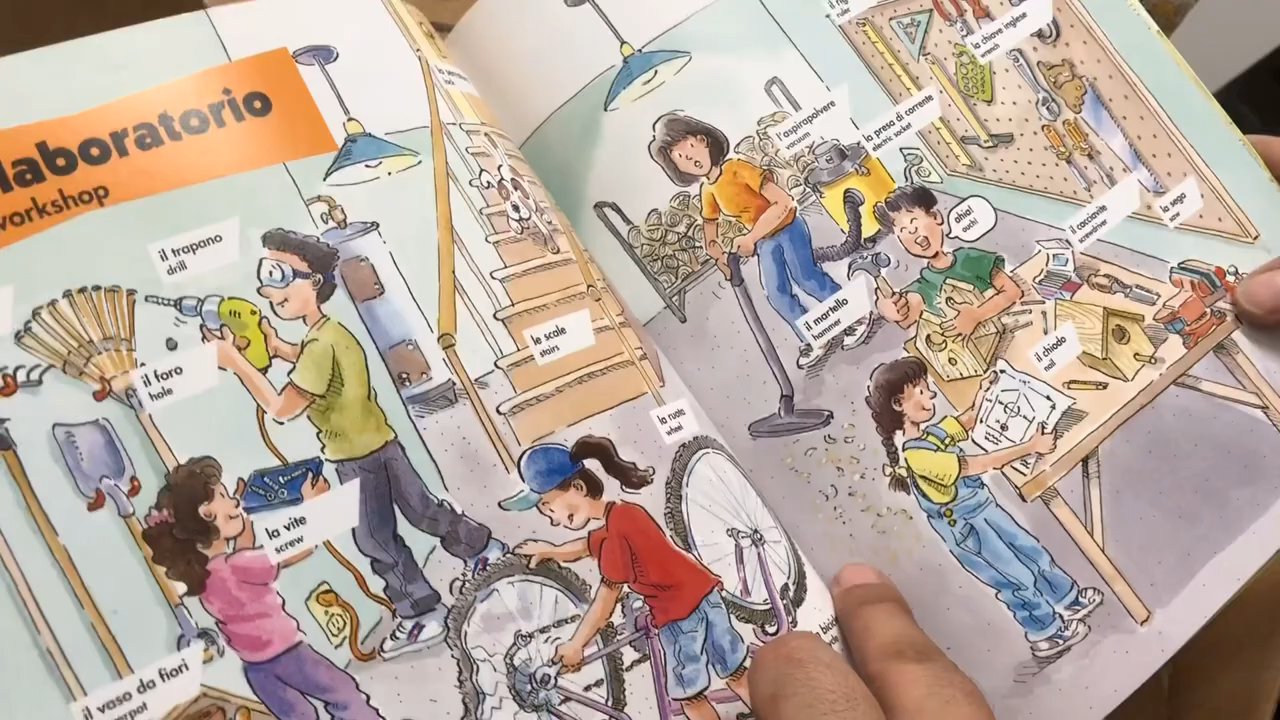 laboratorio
workshop
il trapano
drill
il foro
hole
la vite
screw
il vaso da fiori
le scale
stairs
la ruota
wheel
l'aspirapolvere
vacuum
la presa di corrente
electric socket
la chiave inglese
wrench
ahia!
ouch!
il martello
hammer
il cacciavite
screwdriver
la sega
saw
il chiodo
nail